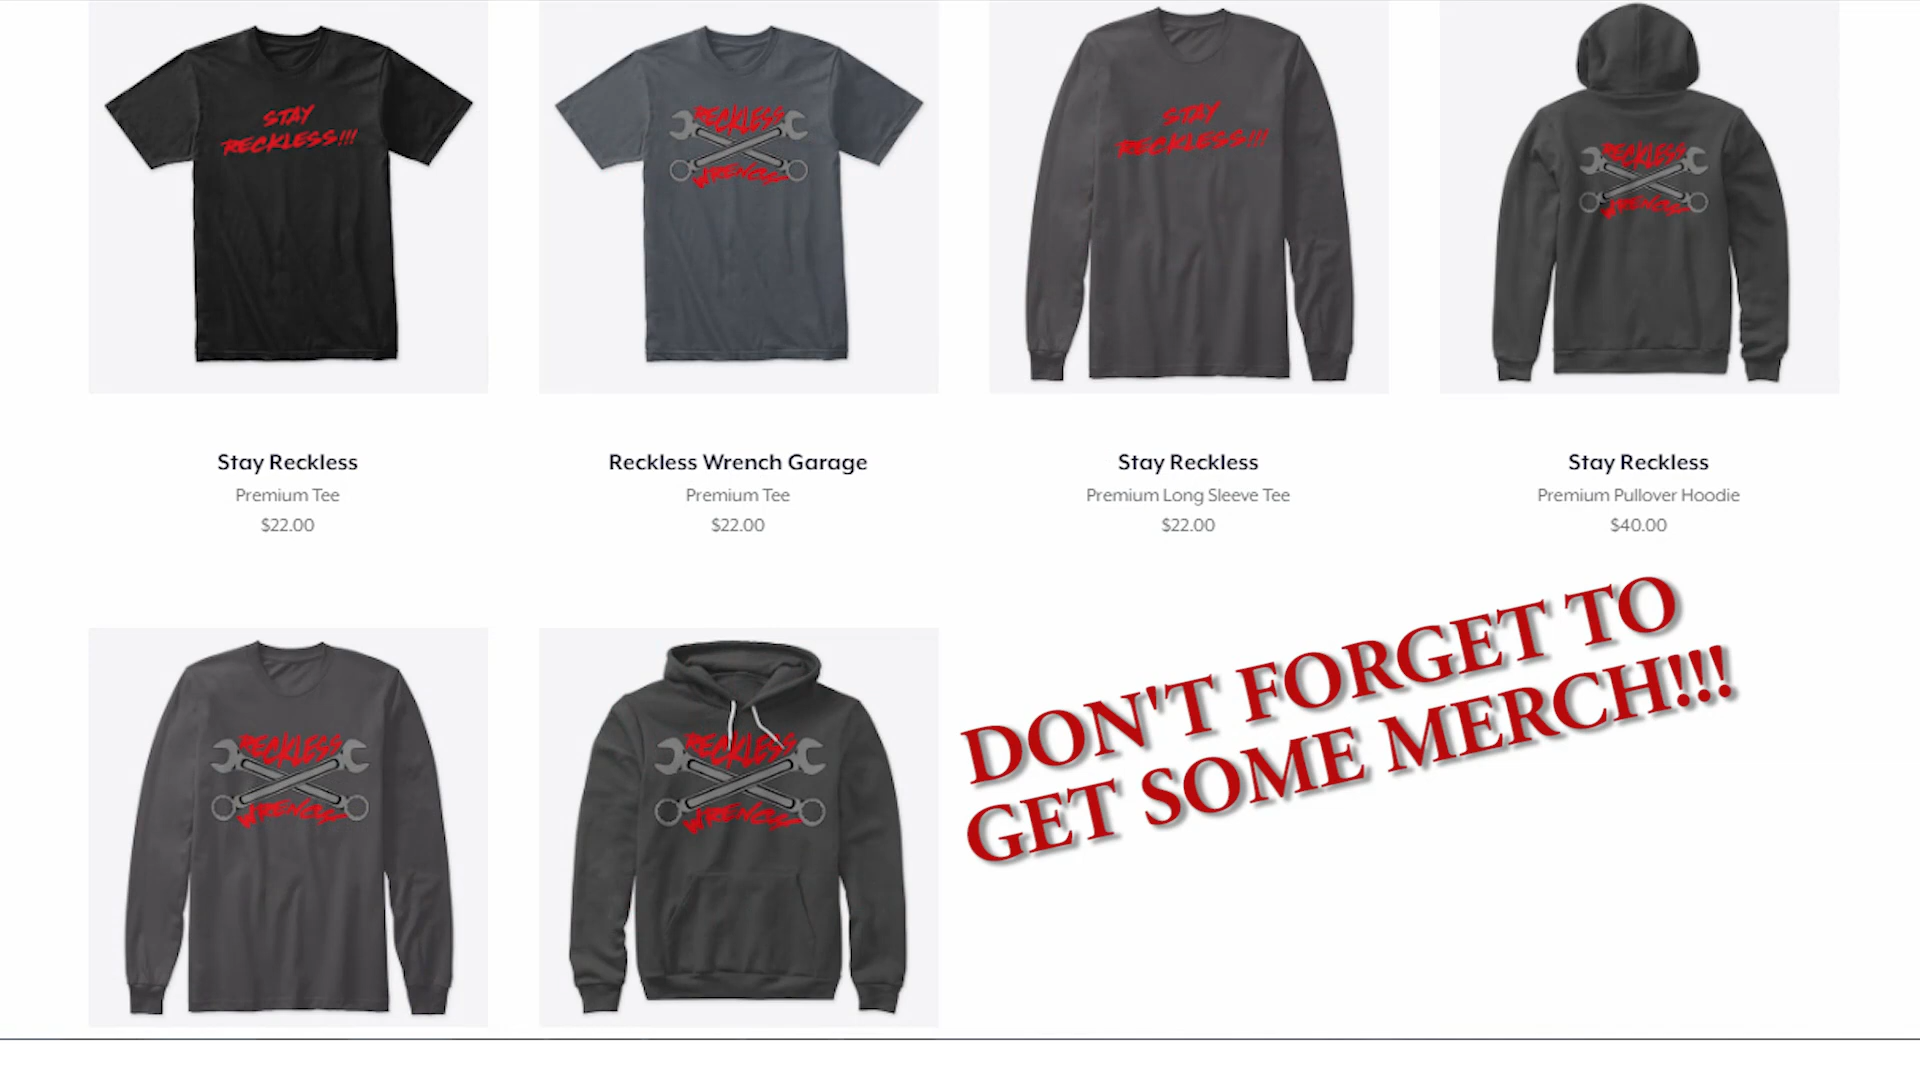 STAY
RECKLESS!!!
RECKLESS
WRENCH
STAY
RECKLESS!!!
RECKLESS
WRENCH
Stay Reckless
Premium Tee
$22.00
Reckless Wrench Garage
Premium Tee
$22.00
Stay Reckless
Premium Long Sleeve Tee
$22.00
Stay Reckless
Premium Pullover Hoodie
$40.00
RECKLESS
WRENCH
RECKLESS
WRENCH
DON'T FORGET TO
GET SOME MERCH!!!